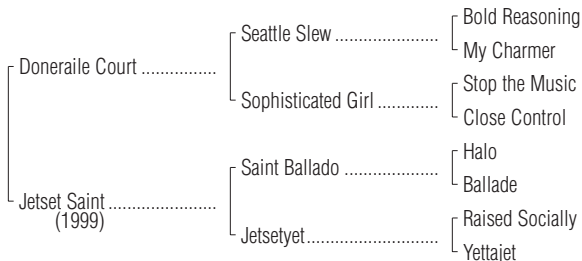 Bold Reasoning
Seattle Slew
My Charmer
Doneraile Court
Stop the Music
Sophisticated Girl
Close Control
Halo
Saint Ballado
Ballade
Jetset Saint
(1999)
Raised Socially
Jetsetyet
Yettajet